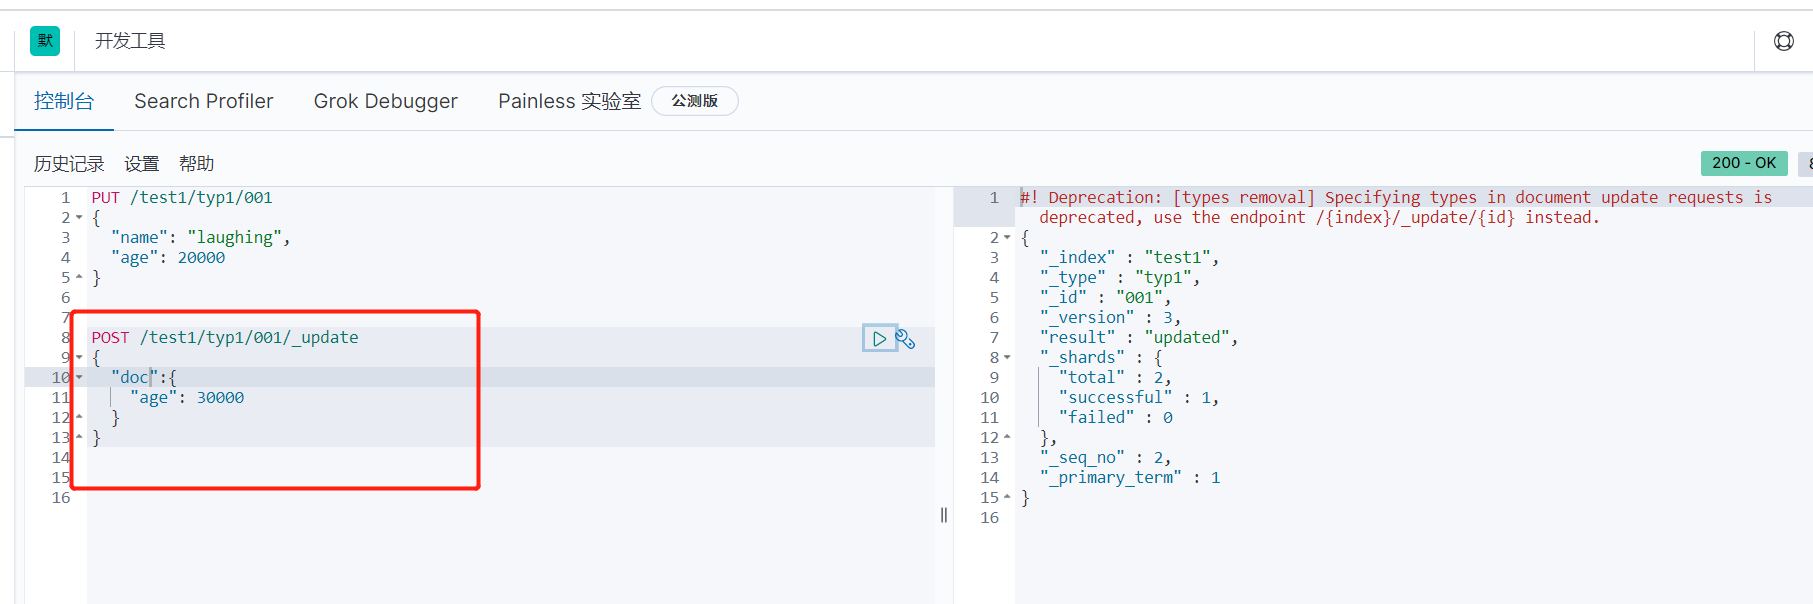 默 开发工具
控制台 Search Profiler Grok Debugger Painless 实验室 公测版
历史记录 设置 帮助
200 - OK
1 PUT /test1/typ1/001
2 {
3 "name": "laughing",
4 "age": 20000
5 }
6
7
8 POST /test1/typ1/001/_update
9 {
10 "doc":{
11 "age": 30000
12 }
13 }
14
15
16
1 #! Deprecation: [types removal] Specifying types in document update requests is
deprecated, use the endpoint /{index}/_update/{id} instead.
2 {
3 "_index" : "test1",
4 "_type" : "typ1",
5 "_id" : "001",
6 "_version" : 3,
7 "result" : "updated",
8 "_shards" : {
9 "total" : 2,
10 "successful" : 1,
11 "failed" : 0
12 },
13 "_seq_no" : 2,
14 "_primary_term" : 1
15 }
16